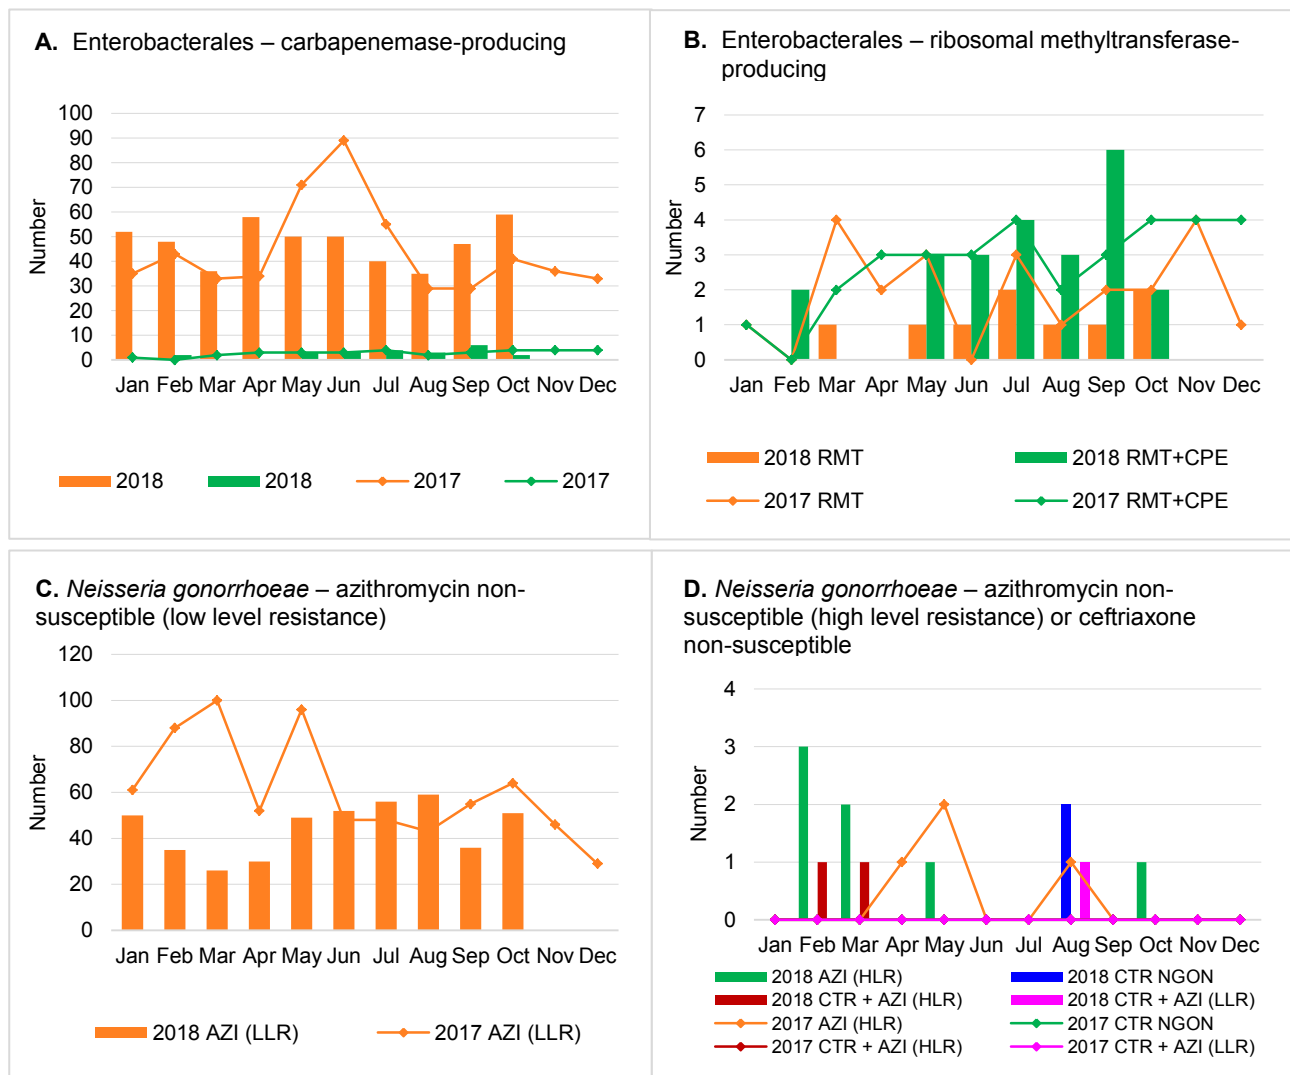 A. Enterobacterales – carbapenemase-producing
100
90
80
70
60
50
40
30
20
10
0
Number
Jan Feb Mar Apr May Jun Jul Aug Sep Oct Nov Dec
2018 2018 2017 2017
B. Enterobacterales – ribosomal methyltransferase-
producing
7
6
5
4
3
2
1
0
Number
Jan Feb Mar Apr May Jun Jul Aug Sep Oct Nov Dec
2018 RMT 2018 RMT+CPE
2017 RMT 2017 RMT+CPE
C. Neisseria gonorrhoeae – azithromycin non-
susceptible (low level resistance)
120
100
80
60
40
20
0
Number
Jan Feb Mar Apr May Jun Jul Aug Sep Oct Nov Dec
2018 AZI (LLR) 2017 AZI (LLR)
D. Neisseria gonorrhoeae – azithromycin non-
susceptible (high level resistance) or ceftriaxone
non-susceptible
4
3
2
1
0
Number
Jan Feb Mar Apr May Jun Jul Aug Sep Oct Nov Dec
2018 AZI (HLR) 2018 CTR NGON
2018 CTR + AZI (HLR) 2018 CTR + AZI (LLR)
2017 AZI (HLR) 2017 CTR NGON
2017 CTR + AZI (HLR) 2017 CTR + AZI (LLR)